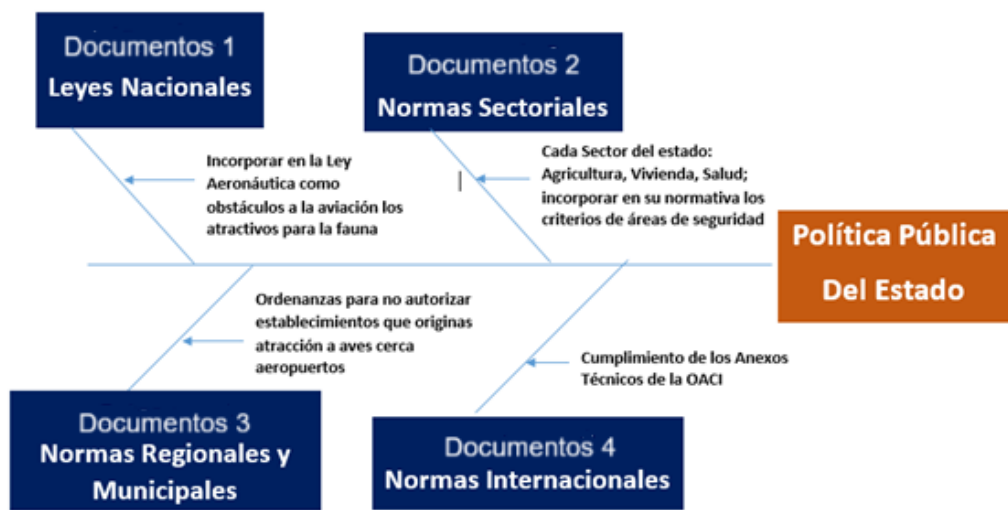 Documentos 1
Leyes Nacionales
Documentos 2
Normas Sectoriales
Incorporar en la Ley
Aeronáutica como
obstáculos a la aviación los
atractivos para la fauna
Cada Sector del estado:
Agricultura, Vivienda, Salud;
incorporar en su normativa los
criterios de áreas de seguridad
Política Pública
Del Estado
Ordenanzas para no autorizar
establecimientos que originas
atracción a aves cerca
aeropuertos
Cumplimiento de los Anexos
Técnicos de la OACI
Documentos 3
Normas Regionales y
Municipales
Documentos 4
Normas Internacionales